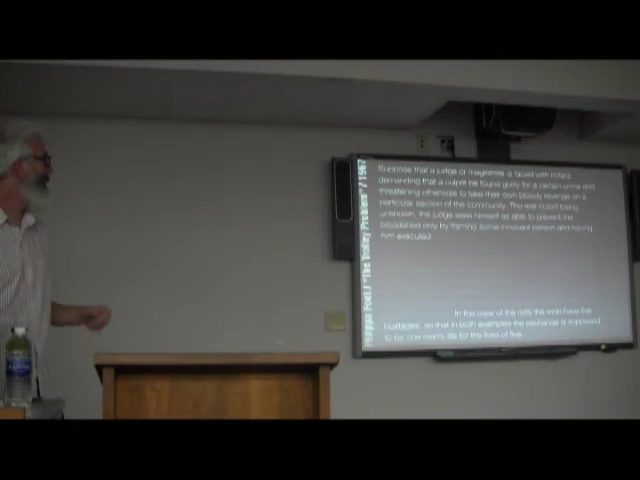 Suppose that a judge or magistrate is faced with rioters
demanding that a culprit be found guilty for a certain crime and
threatening otherwise to take their own bloody revenge on a
particular section of the community. The real culprit being
unknown, the judge sees himself as able to prevent the
bloodshed only by framing some innocent person and having
him executed.
In the case of the riots the mob have five
hostages, so that in both examples the exchange is supposed
to be one man's life for the lives of five.
Philippa Foot / "The Trolley Problem" / 1967